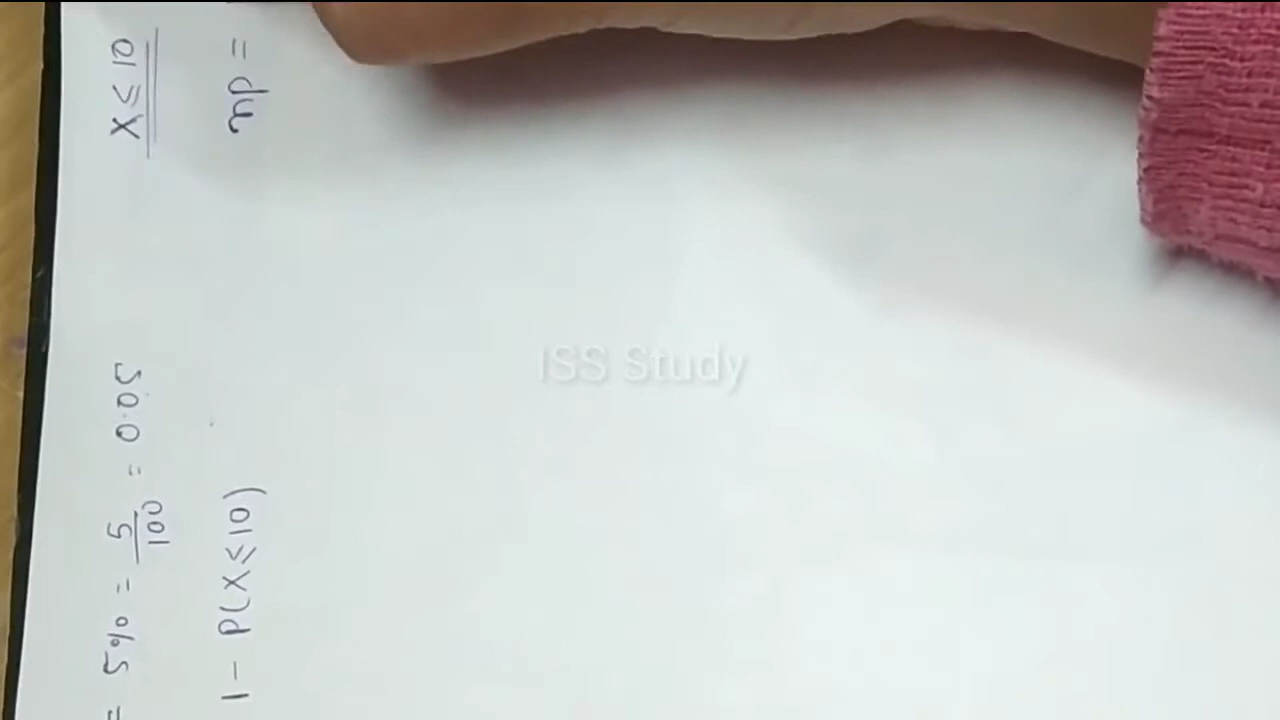 = 5% = 5/100 = 0.05 X ≤ 10
1 - P(X ≤ 10) np =
ISS Study